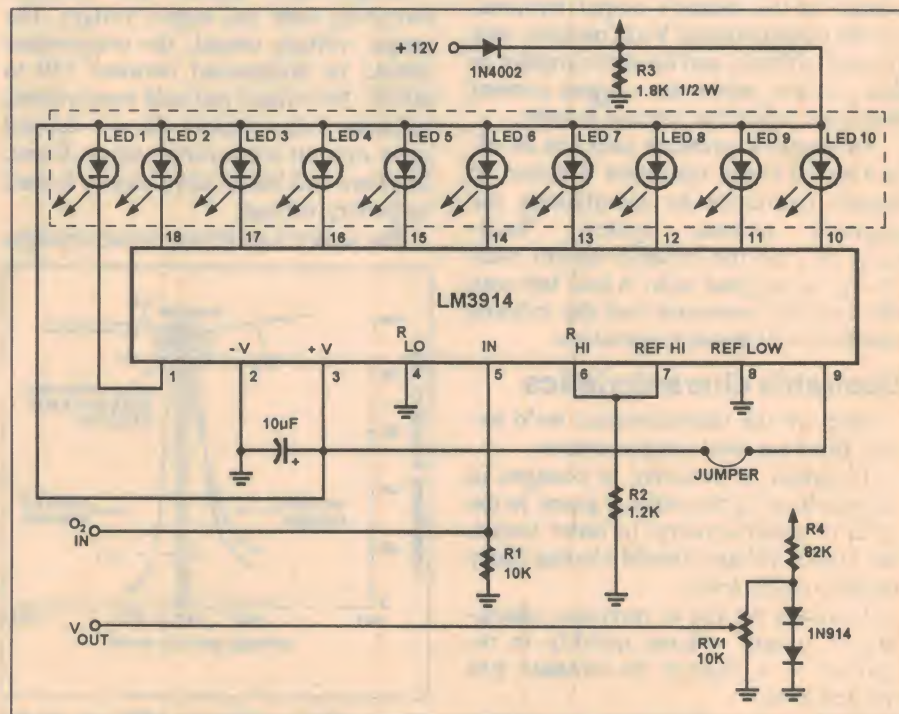 + 12V
1N4002
R3
1.8K 1/2 W
LED 1 LED 2 LED 3 LED 4 LED 5 LED 6 LED 7 LED 8 LED 9 LED 10
18 17 16 15 14 13 12 11 10
LM3914
- V + V R LO IN R HI REF HI REF LOW
1 2 3 4 5 6 7 8 9
10µF
+
JUMPER
R2
1.2K
O2 IN
R1
10K
R4
82K
V OUT
RV1
10K
1N914